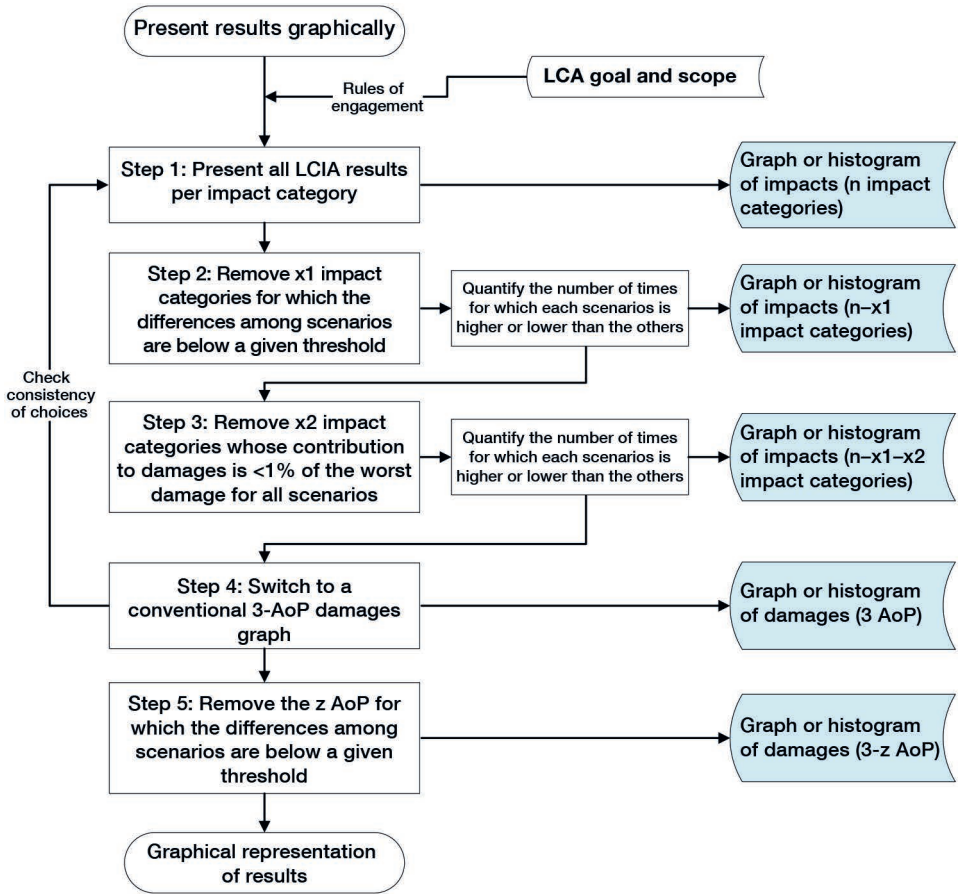 Present results graphically
LCA goal and scope
Rules of
engagement
Step 1: Present all LCIA results
per impact category
Graph or histogram
of impacts (n impact
categories)
Step 2: Remove x1 impact
categories for which the
differences among scenarios
are below a given threshold
Quantify the number of times
for which each scenarios is
higher or lower than the others
Graph or histogram
of impacts (n–x1
impact categories)
Check
consistency
of choices
Step 3: Remove x2 impact
categories whose contribution
to damages is <1% of the worst
damage for all scenarios
Quantify the number of times
for which each scenarios is
higher or lower than the others
Graph or histogram
of impacts (n–x1–x2
impact categories)
Step 4: Switch to a
conventional 3-AoP damages
graph
Graph or histogram
of damages (3 AoP)
Step 5: Remove the z AoP for
which the differences among
scenarios are below a given
threshold
Graph or histogram
of damages (3-z AoP)
Graphical representation
of results